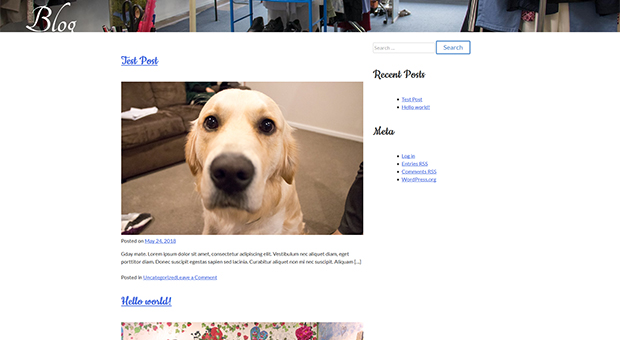 Blog
Test Post
Posted on May 24, 2018
Gday mate. Lorem ipsum dolor sit amet, consectetur adipiscing elit. Vestibulum nec aliquet diam, eget
porttitor diam. Donec suscipit egestas sapien sed lacinia. Curabitur aliquet non mi nec suscipit. Aliquam [...]
Posted in UncategorizedLeave a Comment
Hello world!
Search ...
Search
Recent Posts
Test Post
Hello world!
Meta
Log in
Entries RSS
Comments RSS
WordPress.org